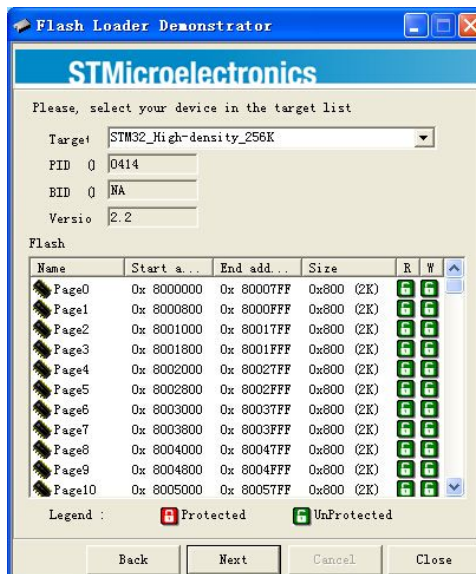 Flash Loader Demonstrator
STMicroelectronics
Please, select your device in the target list
Target STM32_High-density_256K
PID () 0414
BID () NA
Versio 2.2
Flash
Name Start a... End add... Size R W
Page0 0x 8000000 0x 80007FF 0x800 (2K)
Page1 0x 8000800 0x 8000FFF 0x800 (2K)
Page2 0x 8001000 0x 80017FF 0x800 (2K)
Page3 0x 8001800 0x 8001FFF 0x800 (2K)
Page4 0x 8002000 0x 80027FF 0x800 (2K)
Page5 0x 8002800 0x 8002FFF 0x800 (2K)
Page6 0x 8003000 0x 80037FF 0x800 (2K)
Page7 0x 8003800 0x 8003FFF 0x800 (2K)
Page8 0x 8004000 0x 80047FF 0x800 (2K)
Page9 0x 8004800 0x 8004FFF 0x800 (2K)
Page10 0x 8005000 0x 80057FF 0x800 (2K)
Legend : Protected UnProtected
Back Next Cancel Close